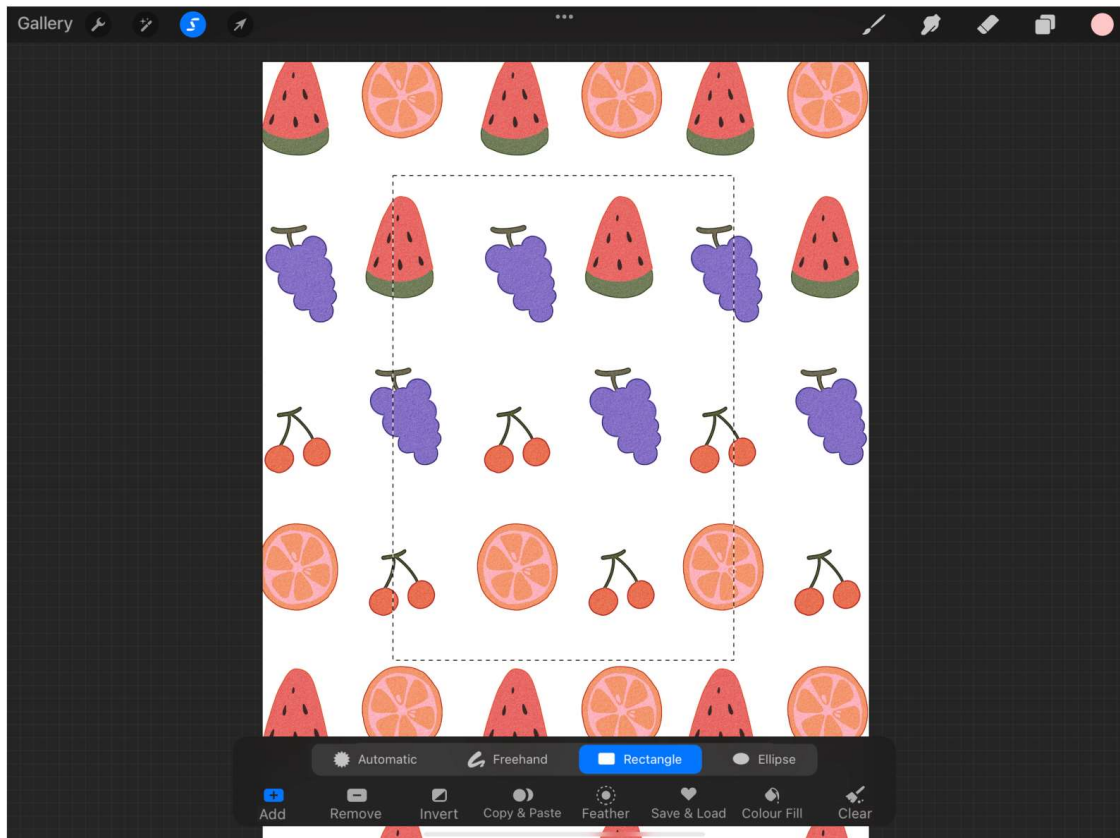 Gallery
Automatic
Freehand
Rectangle
Ellipse
Add
Remove
Invert
Copy & Paste
Feather
Save & Load
Colour Fill
Clear